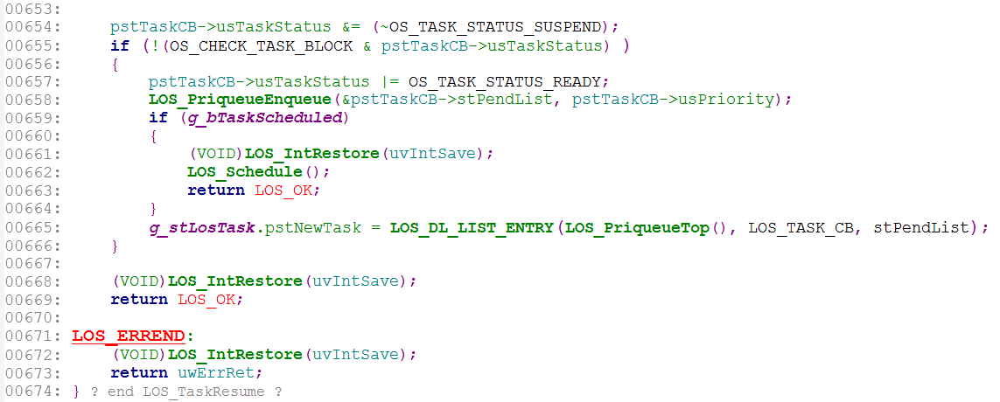 00653:
00654:     pstTaskCB->usTaskStatus &= (~OS_TASK_STATUS_SUSPEND);
00655:     if (!(OS_CHECK_TASK_BLOCK & pstTaskCB->usTaskStatus) )
00656:     {
00657:         pstTaskCB->usTaskStatus |= OS_TASK_STATUS_READY;
00658:         LOS_PriqueueEnqueue(&pstTaskCB->stPendList, pstTaskCB->usPriority);
00659:         if (g_bTaskScheduled)
00660:         {
00661:             (VOID)LOS_IntRestore(uvIntSave);
00662:             LOS_Schedule();
00663:             return LOS_OK;
00664:         }
00665:         g_stLosTask.pstNewTask = LOS_DL_LIST_ENTRY(LOS_PriqueueTop(), LOS_TASK_CB, stPendList);
00666:     }
00667:
00668:     (VOID)LOS_IntRestore(uvIntSave);
00669:     return LOS_OK;
00670:
00671: LOS_ERREND:
00672:     (VOID)LOS_IntRestore(uvIntSave);
00673:     return uwErrRet;
00674: } ? end LOS_TaskResume ?